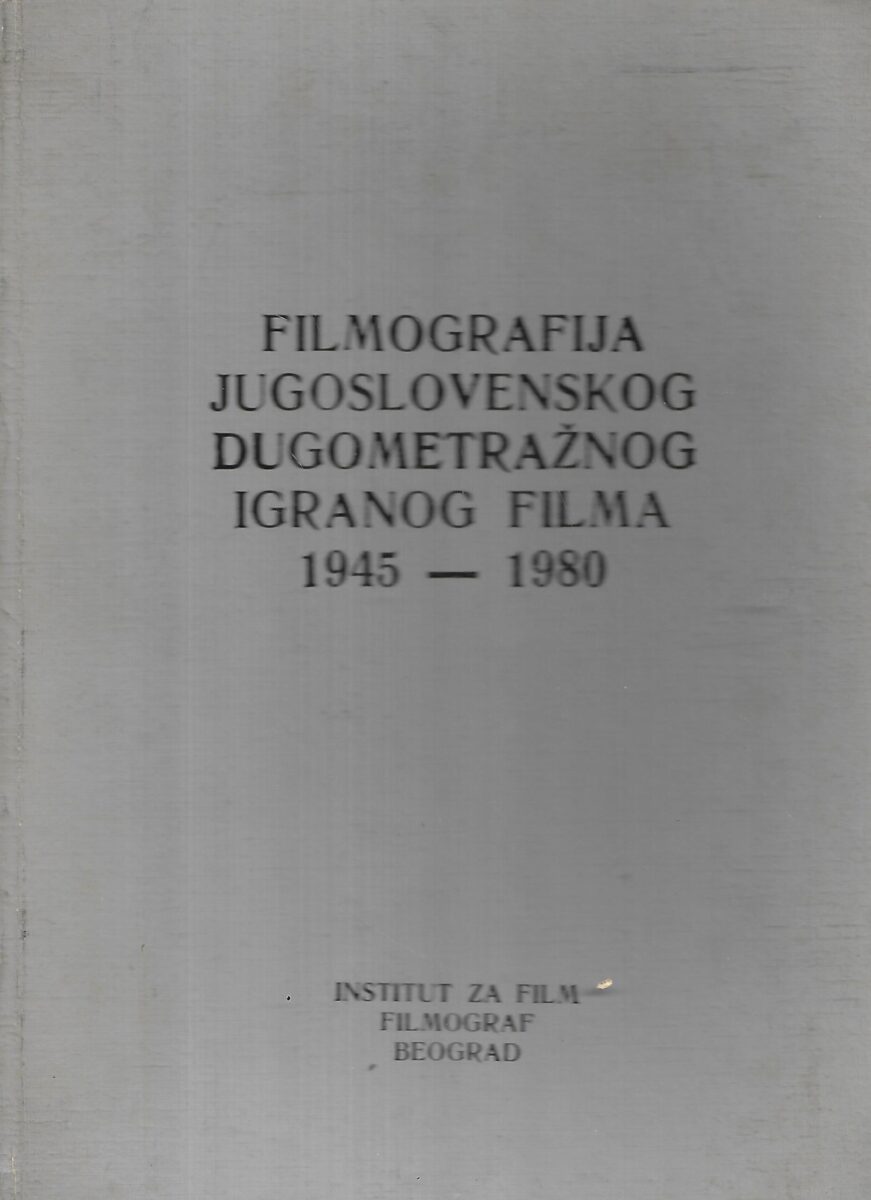 FILMOGRAFIJA
JUGOSLOVENSKOG
DUGOMETRAŽNOG
IGRANOG FILMA
1945 — 1980
INSTITUT ZA FILM
FILMOGRAF
BEOGRAD